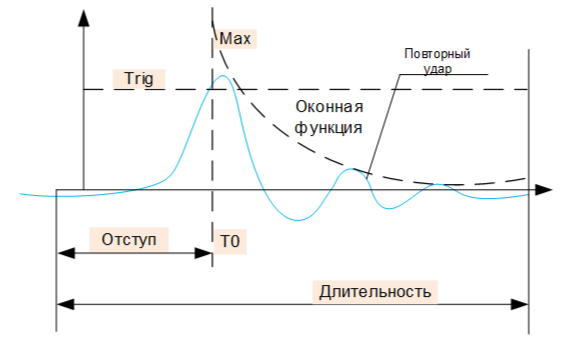 Max
Повторный
удар
Trig
Оконная
функция
Отступ
T0
Длительность